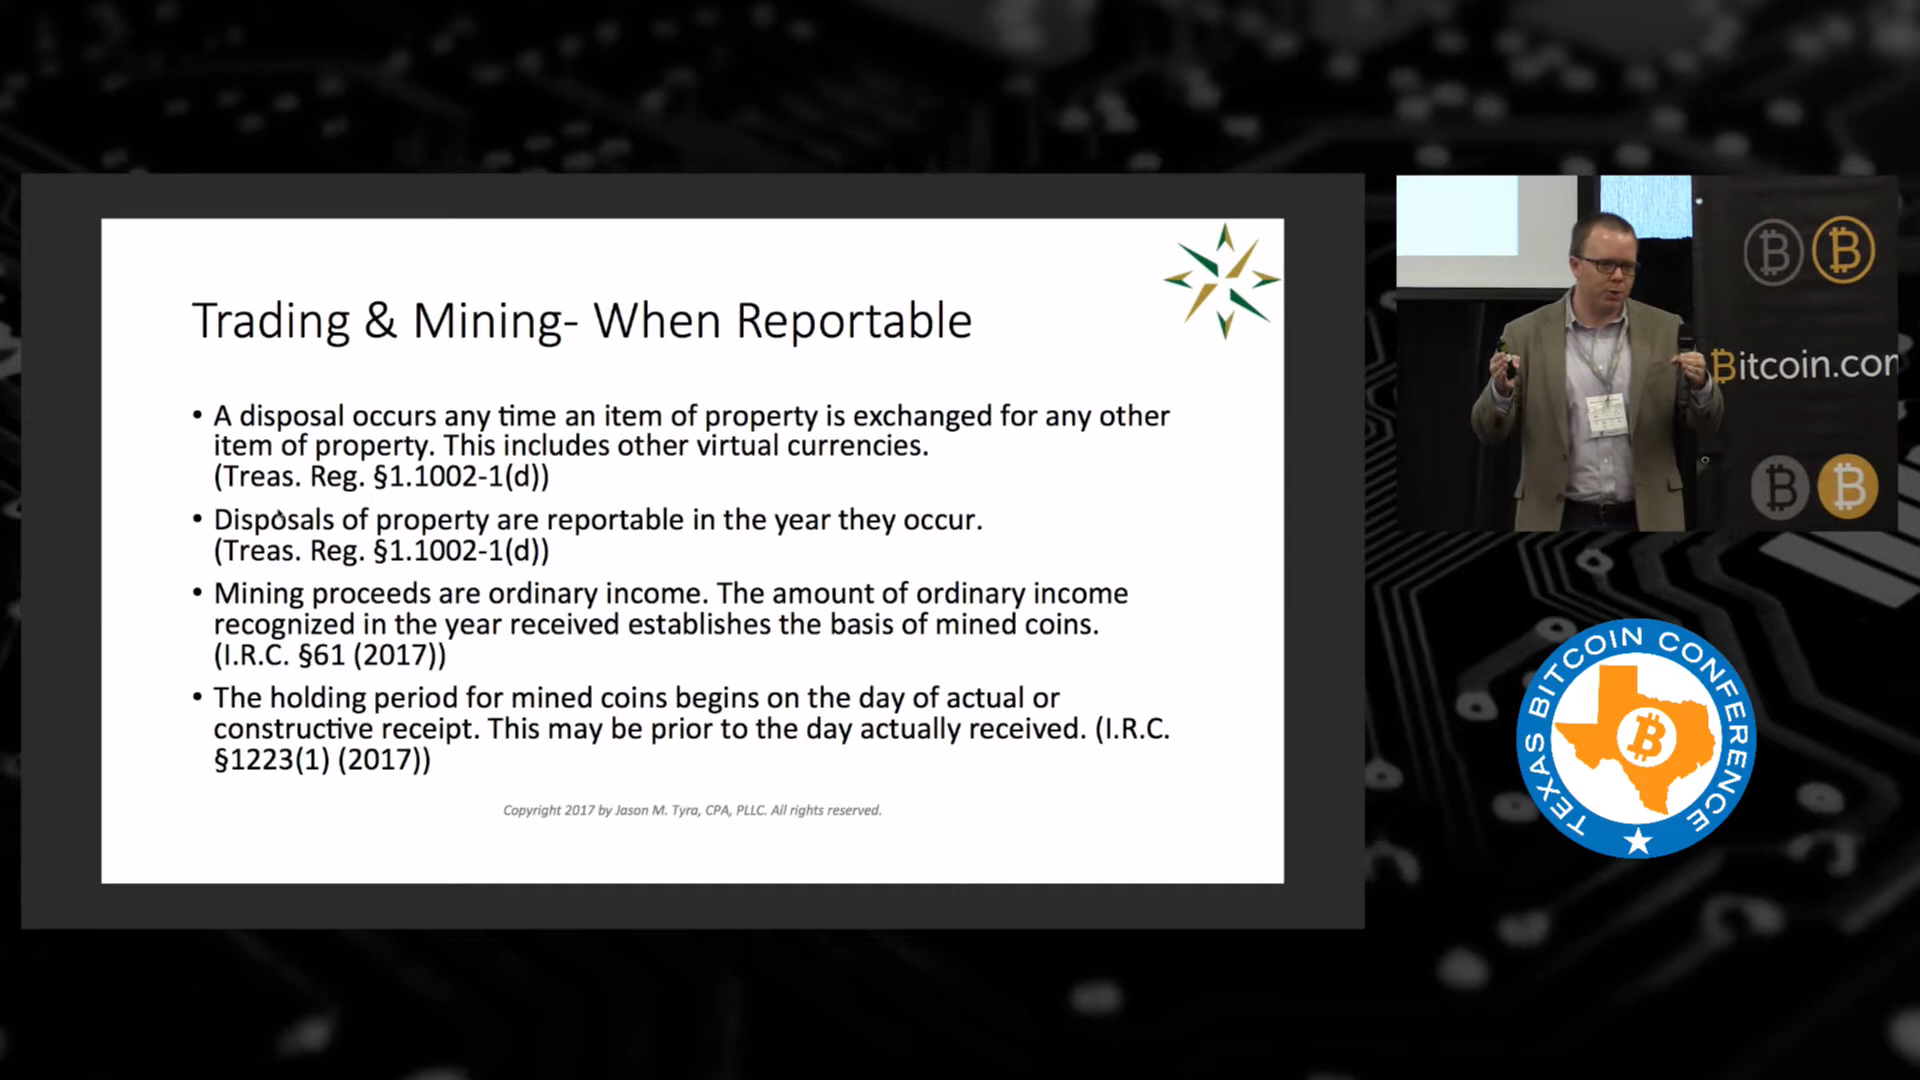 Trading & Mining- When Reportable
• A disposal occurs any time an item of property is exchanged for any other
item of property. This includes other virtual currencies.
(Treas. Reg. §1.1002-1(d))
• Disposals of property are reportable in the year they occur.
(Treas. Reg. §1.1002-1(d))
• Mining proceeds are ordinary income. The amount of ordinary income
recognized in the year received establishes the basis of mined coins.
(I.R.C. §61 (2017))
• The holding period for mined coins begins on the day of actual or
constructive receipt. This may be prior to the day actually received. (I.R.C.
§1223(1) (2017))
Copyright 2017 by Jason M. Tyra, CPA, PLLC. All rights reserved.
Bitcoin.com
TEXAS BITCOIN CONFERENCE